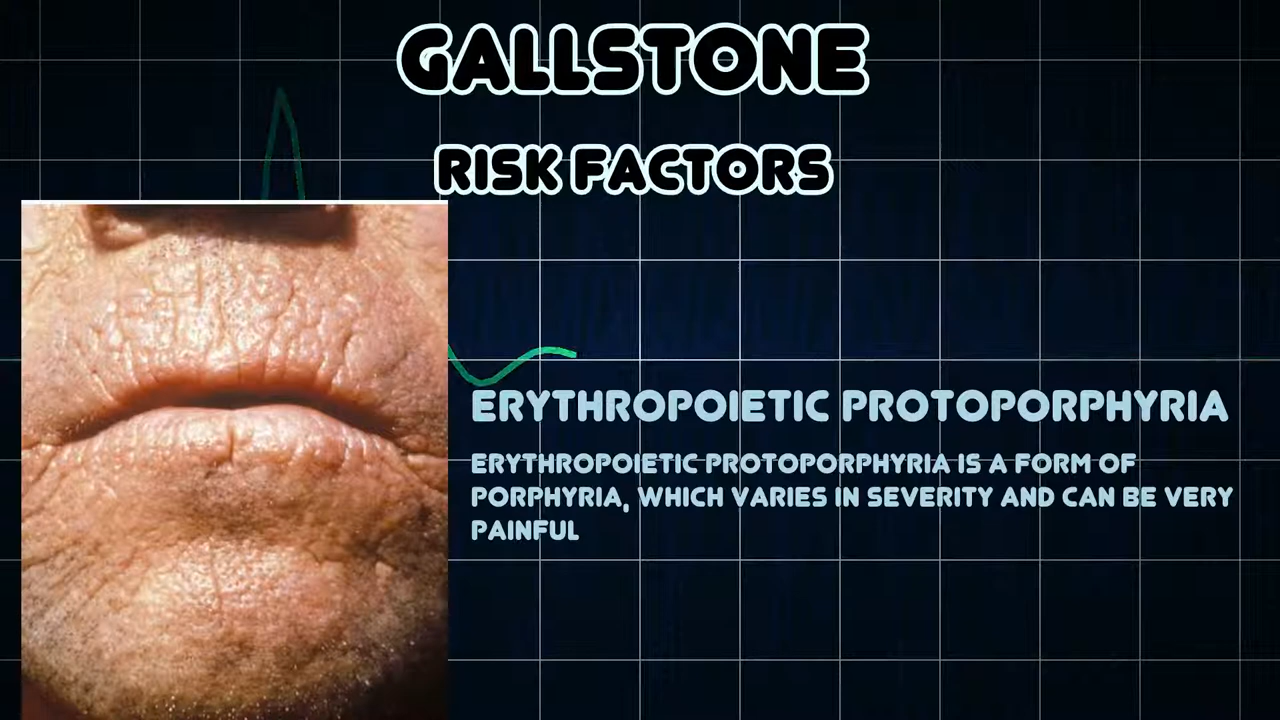 GALLSTONE
RISK FACTORS
ERYTHROPOIETIC PROTOPORPHYRIA
ERYTHROPOIETIC PROTOPORPHYRIA IS A FORM OF
PORPHYRIA, WHICH VARIES IN SEVERITY AND CAN BE VERY
PAINFUL